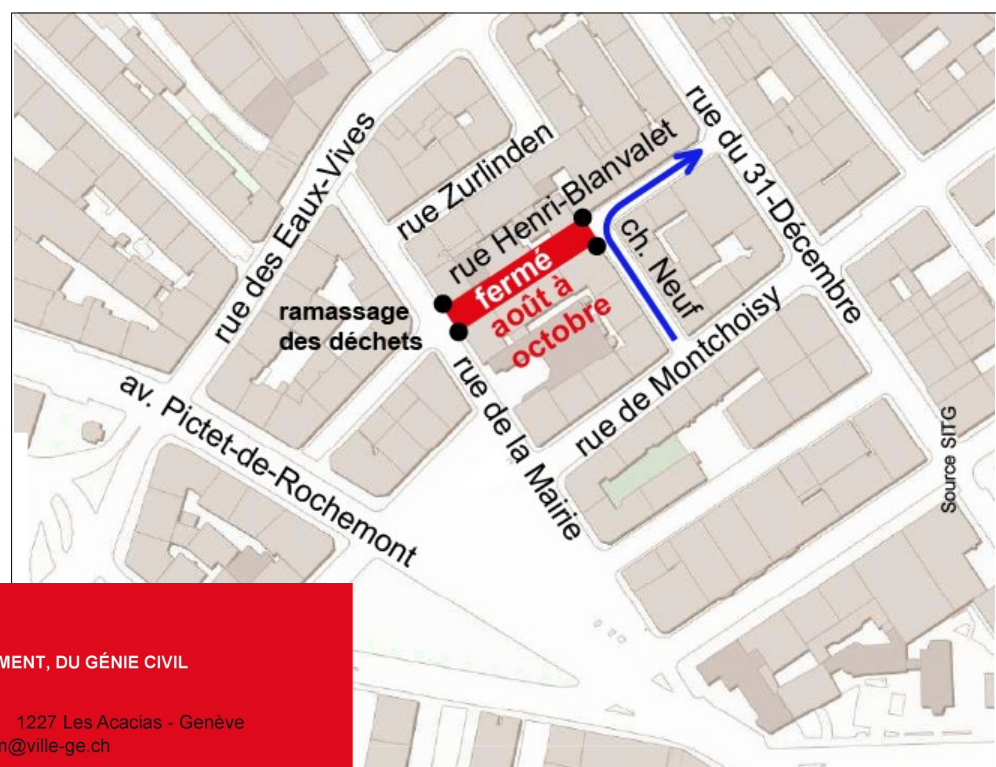 rue des Eaux-Vives
rue Zurlinden
rue Henri-Blanvalet
rue du 31-Décembre
fermé
août à
octobre
ch. Neuf
ramassage
des déchets
rue de la Mairie
rue de Montchoisy
av. Pictet-de-Rochemont
Source SITG
MENT, DU GÉNIE CIVIL
1227 Les Acacias - Genève
@ville-ge.ch